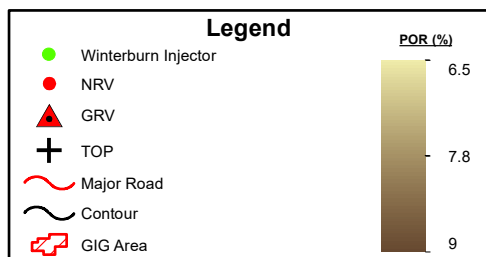 Legend
Winterburn Injector
NRV
GRV
TOP
Major Road
Contour
GIG Area
POR (%)
6.5
7.8
9